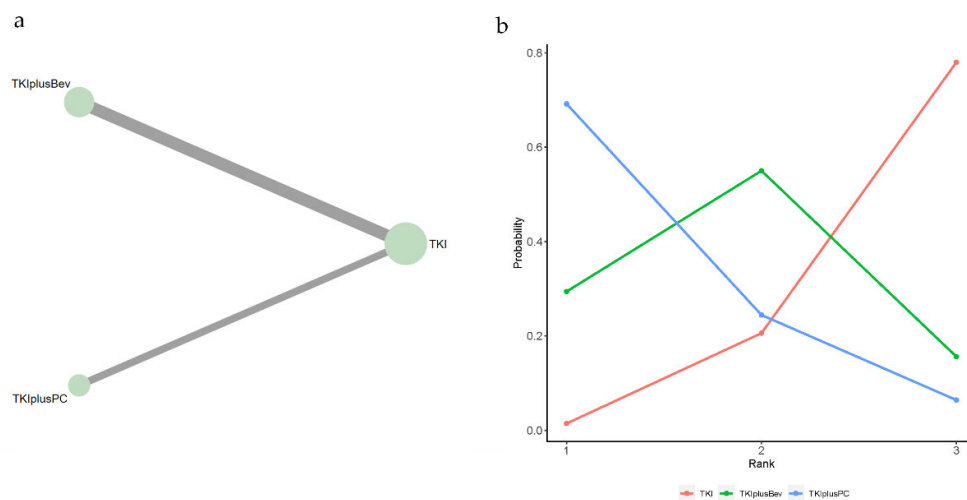 a
TKIplusBev
TKI
TKIplusPC
b
0.8
0.6
0.4
0.2
0.0
Probability
1 2 3
Rank
TKI TKIplusBev TKIplusPC